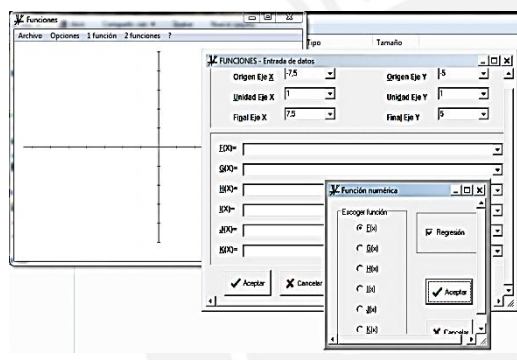 Funciones
Archivo Opciones 1 función 2 funciones ?
Tipo Tamaño
FUNCIONES - Entrada de datos
Origen Eje X -7,5 Origen Eje Y -5
Unidad Eje X 1 Unidad Eje Y 1
Final Eje X 7,5 Final Eje Y 5
F(X)=
G(X)=
H(X)=
I(X)=
J(X)=
K(X)=
Aceptar Cancelar
Función numérica
Escoger función
F(x)
G(x)
H(x)
I(x)
J(x)
K(x)
Regresión
Aceptar
Cancelar